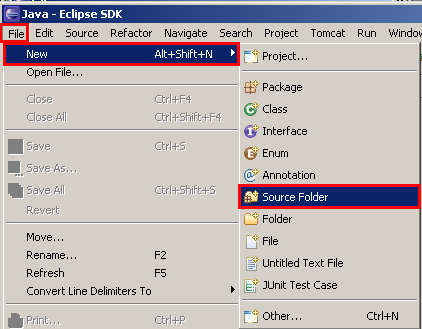 Java - Eclipse SDK
File Edit Source Refactor Navigate Search Project Tomcat Run Window
New Alt+Shift+N
Open File...
Close Ctrl+F4
Close All Ctrl+Shift+F4
Save Ctrl+S
Save As...
Save All Ctrl+Shift+S
Revert
Move...
Rename... F2
Refresh F5
Convert Line Delimiters To
Print... Ctrl+P
Project...
Package
Class
Interface
Enum
Annotation
Source Folder
Folder
File
Untitled Text File
JUnit Test Case
Other... Ctrl+N